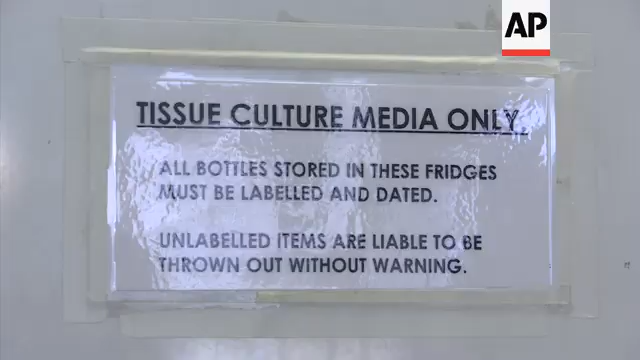 AP
TISSUE CULTURE MEDIA ONLY.
ALL BOTTLES STORED IN THESE FRIDGES
MUST BE LABELLED AND DATED.
UNLABELLED ITEMS ARE LIABLE TO BE
THROWN OUT WITHOUT WARNING.